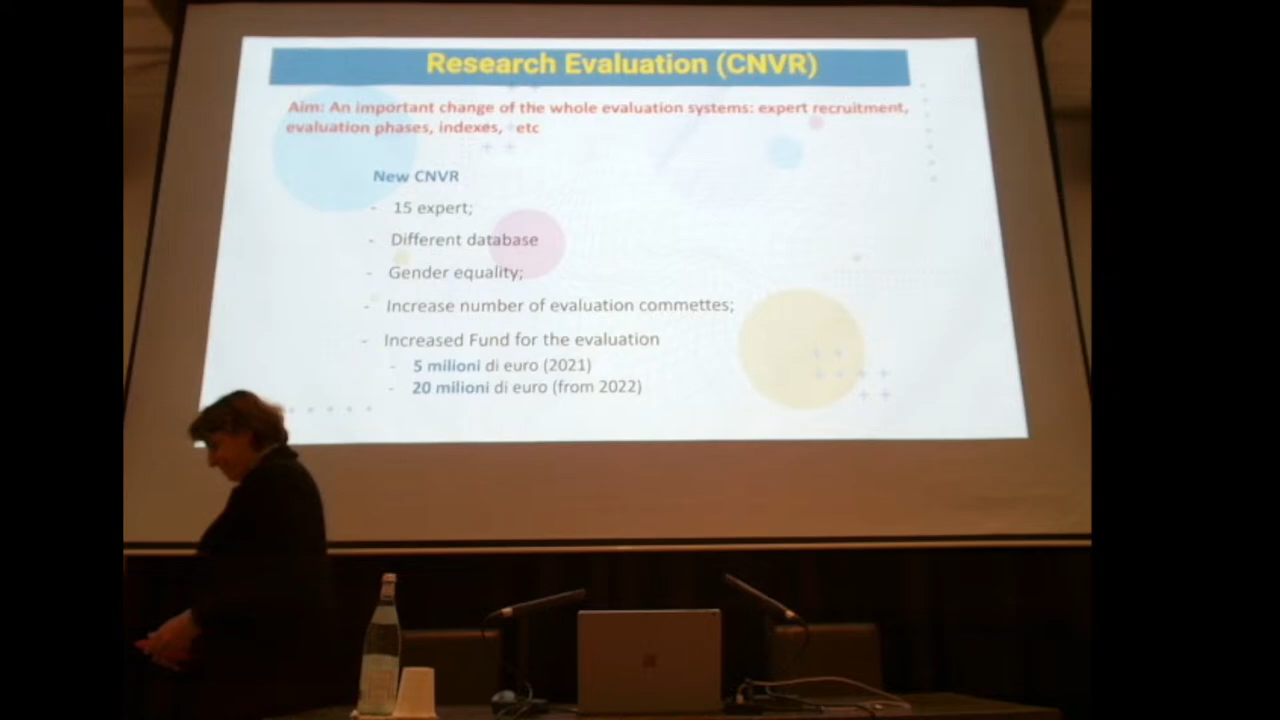 Research Evaluation (CNVR)
Aim: An important change of the whole evaluation systems: expert recruitment,
evaluation phases, indexes, etc
New CNVR
- 15 expert;
- Different database
- Gender equality;
- Increase number of evaluation commettes;
- Increased Fund for the evaluation
- 5 milioni di euro (2021)
- 20 milioni di euro (from 2022)